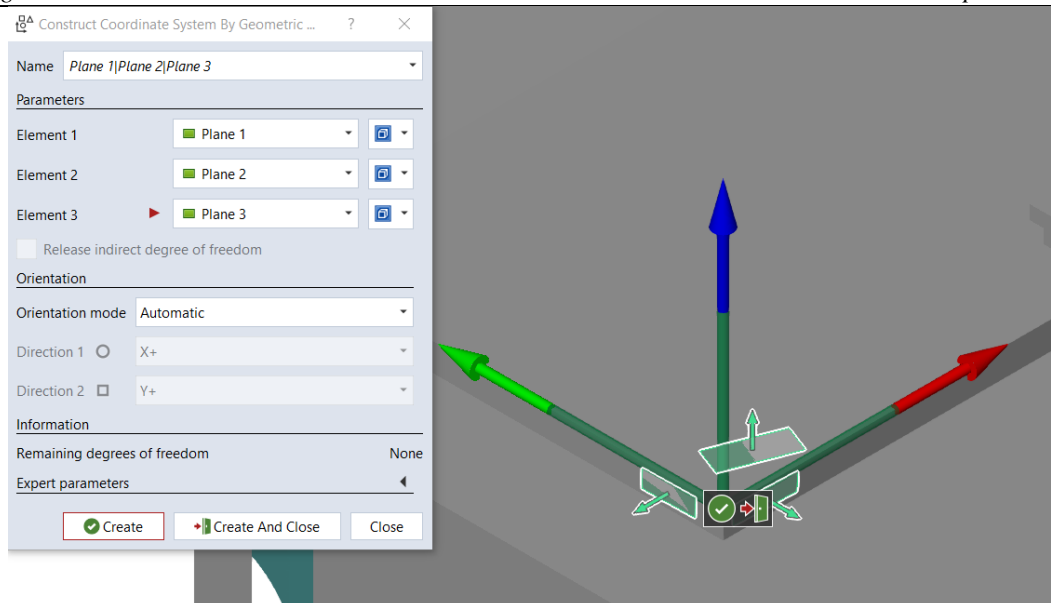 Construct Coordinate System By Geometric ... ?
Name Plane 1|Plane 2|Plane 3
Parameters
Element 1 Plane 1
Element 2 Plane 2
Element 3 Plane 3
Release indirect degree of freedom
Orientation
Orientation mode Automatic
Direction 1 X+
Direction 2 Y+
Information
Remaining degrees of freedom None
Expert parameters
Create Create And Close Close